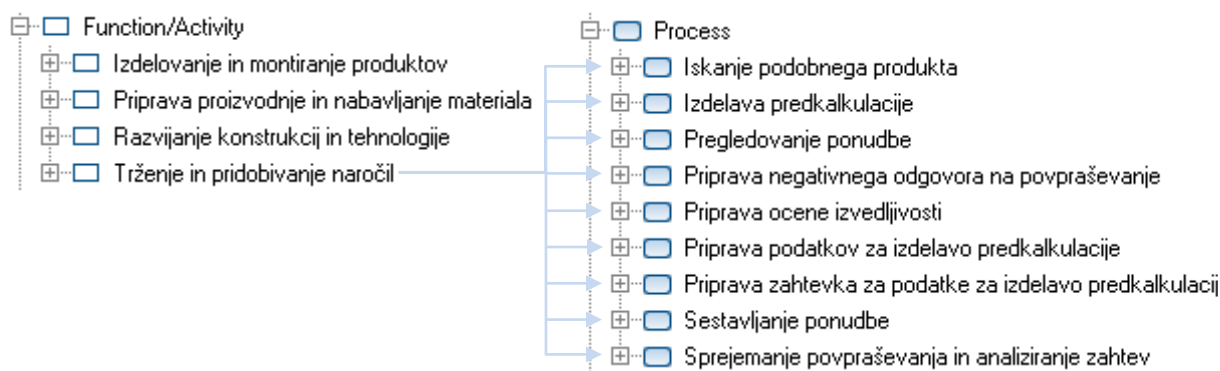 Function/Activity
Izdelovanje in montiranje produktov
Priprava proizvodnje in nabavljanje materiala
Razvijanje konstrukcij in tehnologije
Trženje in pridobivanje naročil
Process
Iskanje podobnega produkta
Izdelava predkalkulacije
Pregledovanje ponudbe
Priprava negativnega odgovora na povpraševanje
Priprava ocene izvedljivosti
Priprava podatkov za izdelavo predkalkulacije
Priprava zahtevka za podatke za izdelavo predkalkulacij
Sestavljanje ponudbe
Sprejemanje povpraševanja in analiziranje zahtev